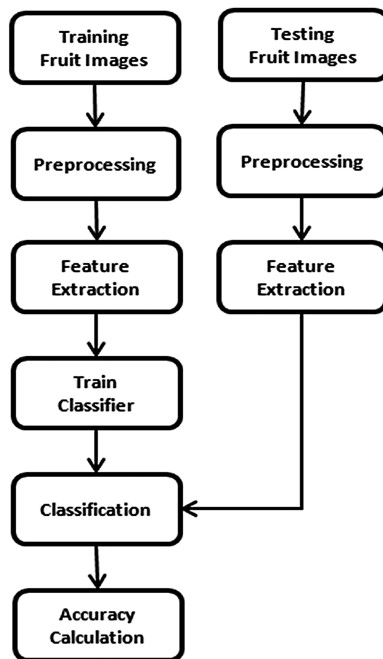 Training
Fruit Images
Testing
Fruit Images
Preprocessing
Preprocessing
Feature
Extraction
Feature
Extraction
Train
Classifier
Classification
Accuracy
Calculation